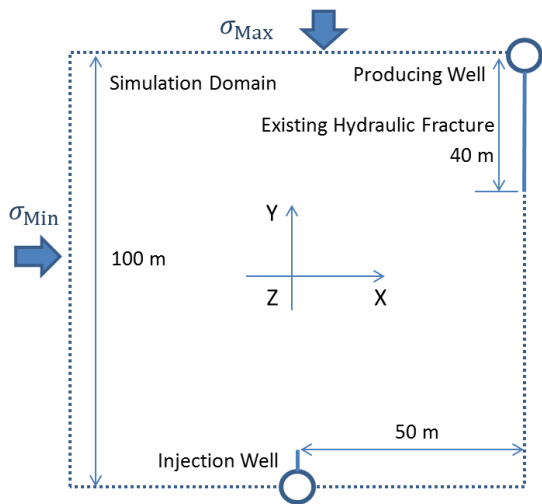 σMax
Simulation Domain
Producing Well
Existing Hydraulic Fracture
40 m
σMin
100 m
Y
Z
X
50 m
Injection Well